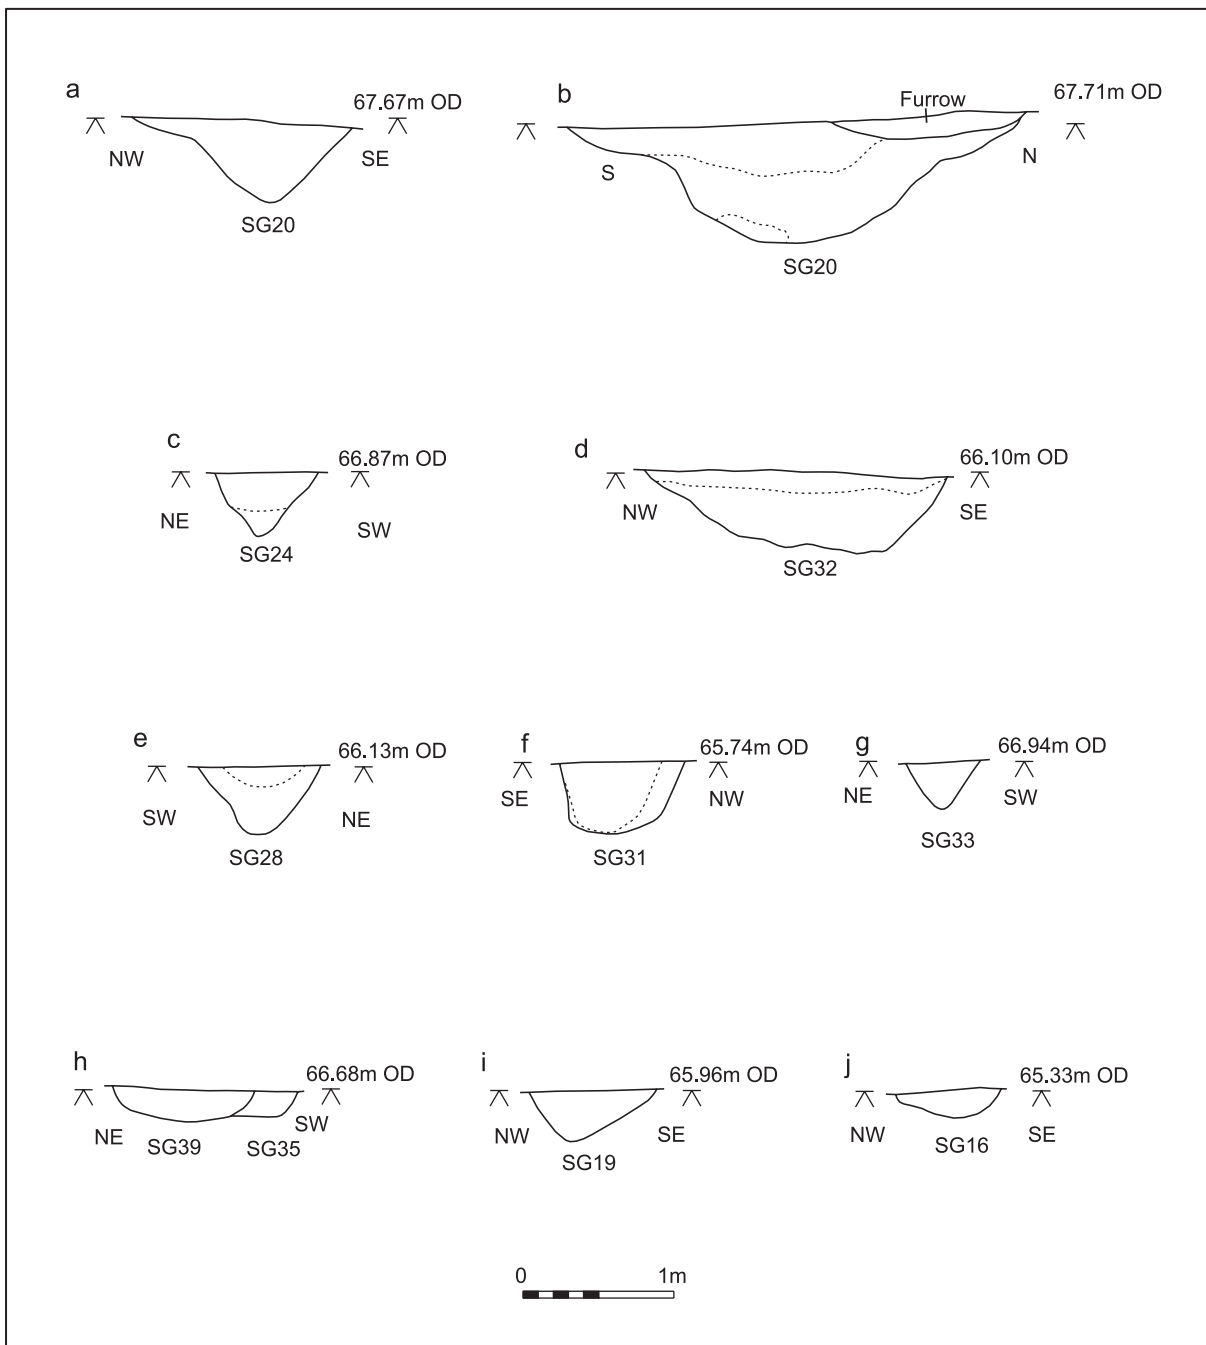 a
67.67m OD
NW
SE
SG20
b
Furrow
67.71m OD
S
N
SG20
c
66.87m OD
NE
SW
SG24
d
66.10m OD
NW
SE
SG32
e
66.13m OD
SW
NE
SG28
f
65.74m OD
SE
NW
SG31
g
66.94m OD
NE
SW
SG33
h
66.68m OD
NE
SW
SG39
SG35
i
65.96m OD
NW
SE
SG19
j
65.33m OD
NW
SE
SG16
0 1m